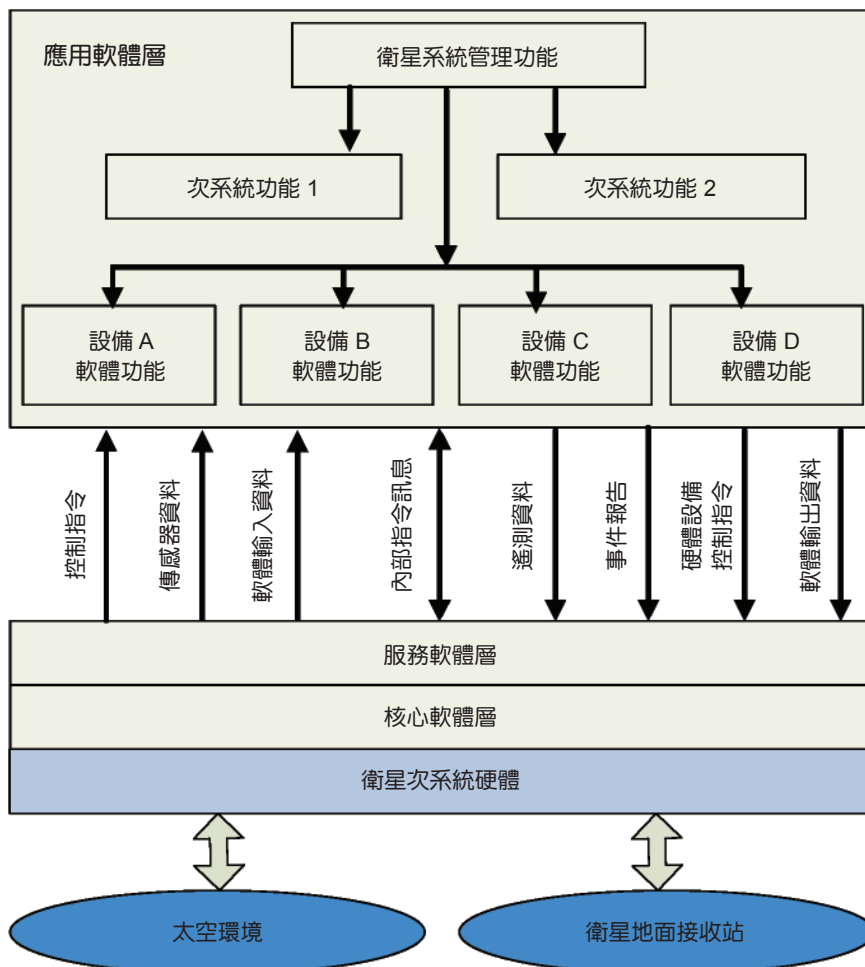 應用軟體層
衛星系統管理功能
次系統功能 1
次系統功能 2
設備 A
軟體功能
設備 B
軟體功能
設備 C
軟體功能
設備 D
軟體功能
控制指令
傳感器資料
軟體輸入資料
內部指令訊息
遙測資料
事件報告
硬體設備
控制指令
軟體輸出資料
服務軟體層
核心軟體層
衛星次系統硬體
太空環境
衛星地面接收站